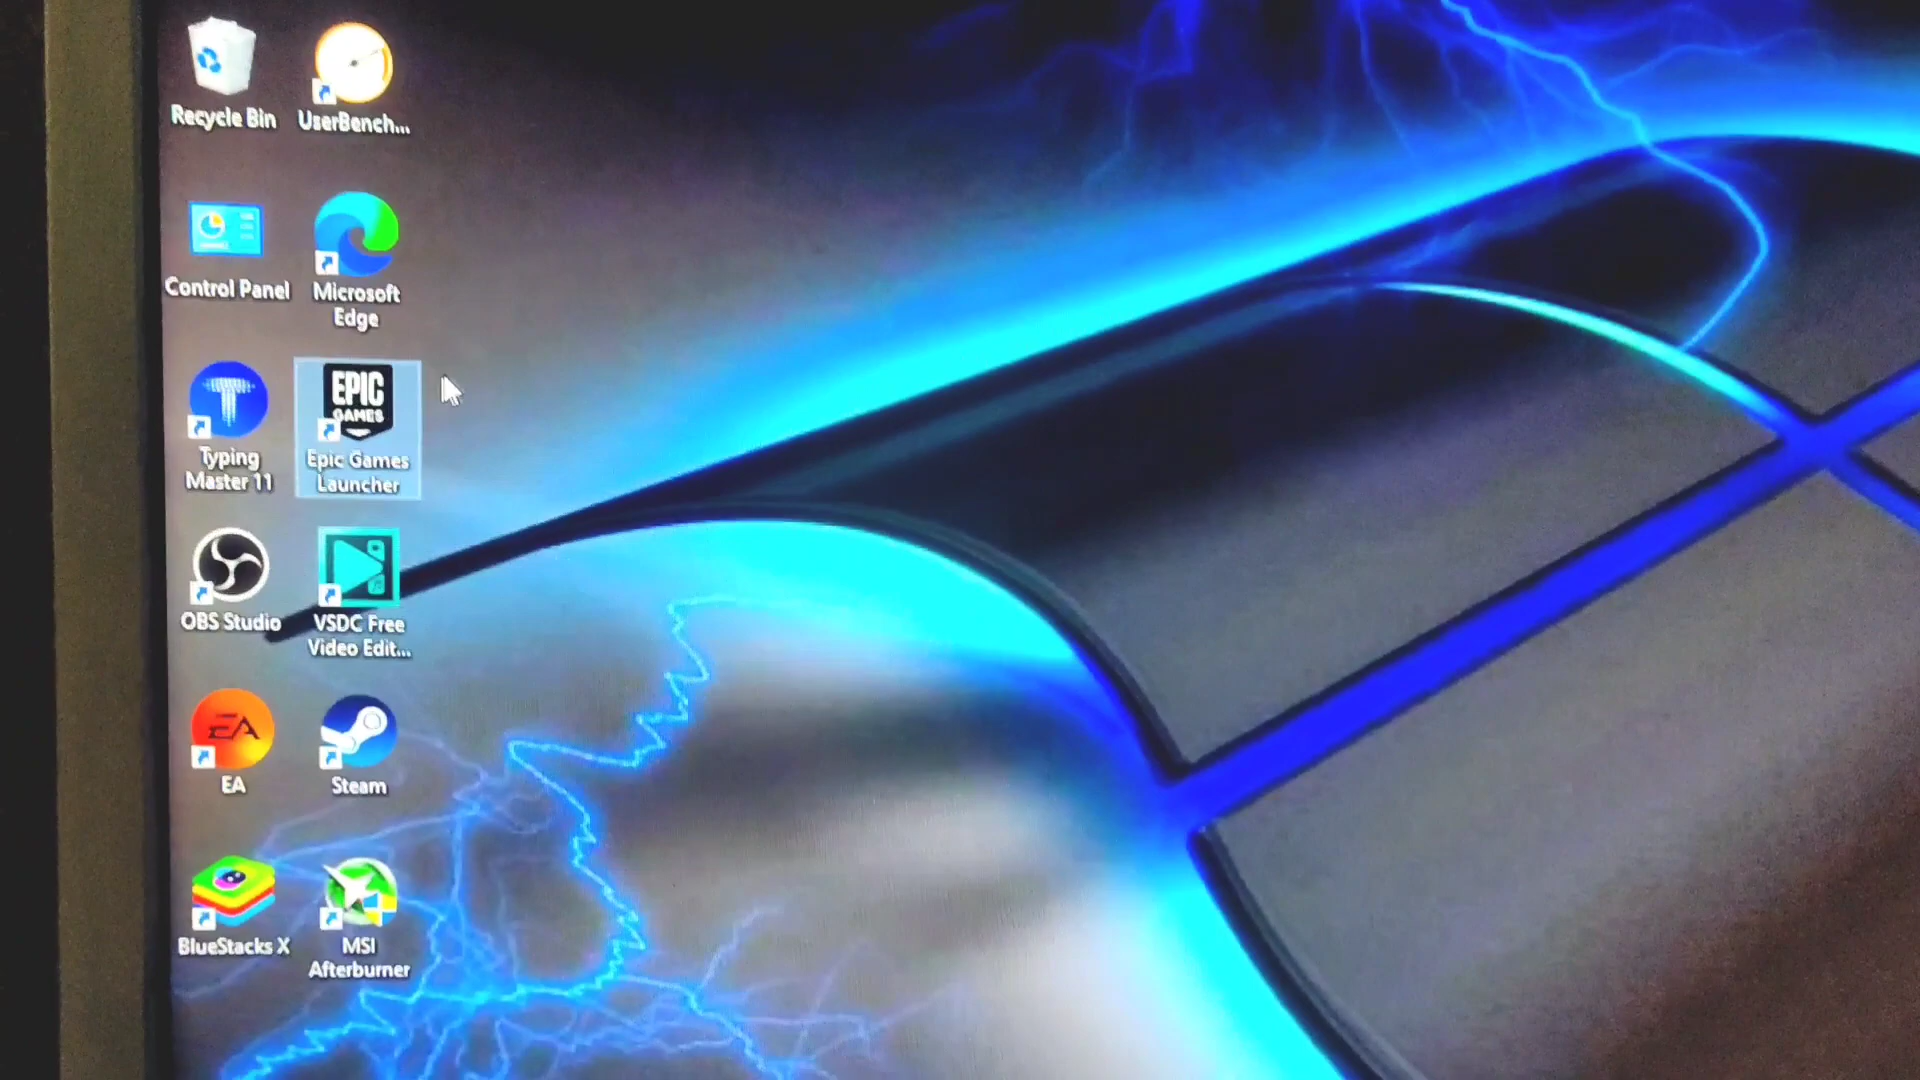 Recycle Bin
UserBench...
Control Panel
Microsoft
Edge
Typing
Master 11
EPIC
GAMES
Epic Games
Launcher
OBS Studio
VSDC Free
Video Edit...
EA
EA
Steam
BlueStacks X
MSI
Afterburner